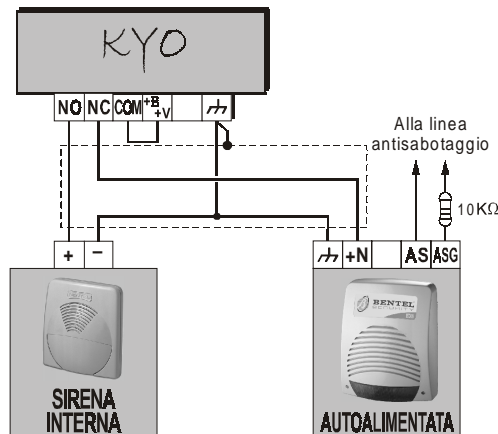 KYO
NO NC COM +B +V
Alla linea
antisabotaggio
10KΩ
+ −
+N AS ASG
BENTEL
SECURITY
SIRENA
INTERNA
AUTOALIMENTATA